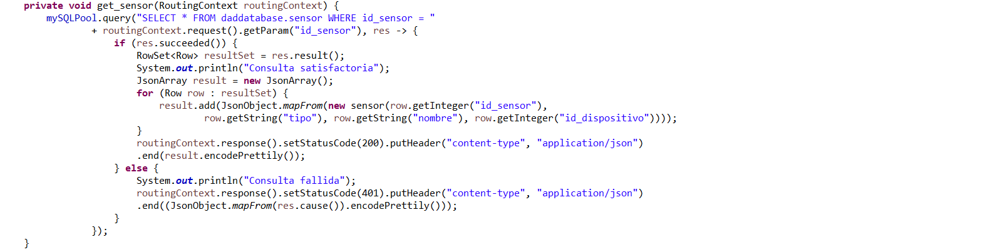 private void get_sensor(RoutingContext routingContext) {
mySQLPool.query("SELECT * FROM daddatabase.sensor WHERE id_sensor = "
+ routingContext.request().getParam("id_sensor"), res -> {
if (res.succeeded()) {
RowSet<Row> resultSet = res.result();
System.out.println("Consulta satisfactoria");
JsonArray result = new JsonArray();
for (Row row : resultSet) {
result.add(JsonObject.mapFrom(new sensor(row.getInteger("id_sensor"),
row.getString("tipo"), row.getString("nombre"), row.getInteger("id_dispositivo"))));
}
routingContext.response().setStatusCode(200).putHeader("content-type", "application/json")
.end(result.encodePrettily());
} else {
System.out.println("Consulta fallida");
routingContext.response().setStatusCode(401).putHeader("content-type", "application/json")
.end((JsonObject.mapFrom(res.cause()).encodePrettily()));
}
});
}